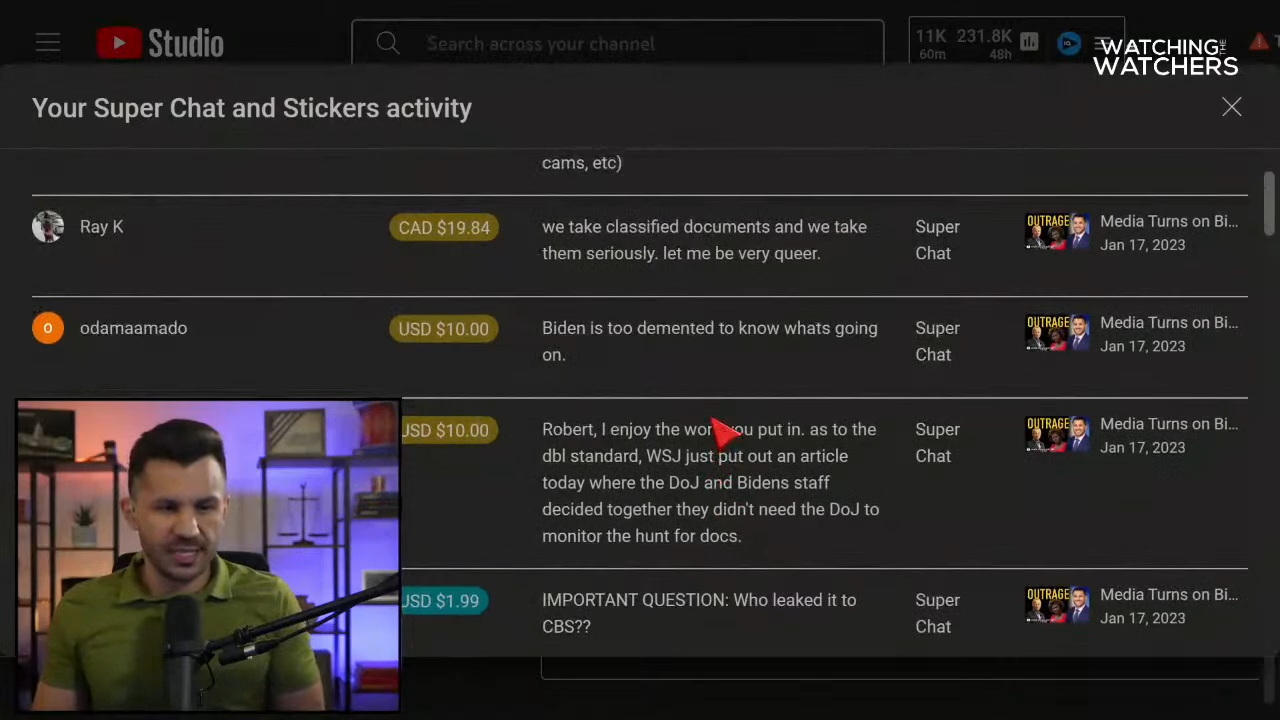 Studio
Search across your channel
11K 231.8K
60m 48h
WATCHING THE
WATCHERS
Your Super Chat and Stickers activity
cams, etc)
Ray K
CAD $19.84
we take classified documents and we take
them seriously. let me be very queer.
Super
Chat
OUTRAGE
Media Turns on Bi...
Jan 17, 2023
o
odamaamado
USD $10.00
Biden is too demented to know whats going
on.
Super
Chat
OUTRAGE
Media Turns on Bi...
Jan 17, 2023
USD $10.00
Robert, I enjoy the you put in. as to the
dbl standard, WSJ just put out an article
today where the DoJ and Bidens staff
decided together they didn't need the DoJ to
monitor the hunt for docs.
Super
Chat
OUTRAGE
Media Turns on Bi...
Jan 17, 2023
USD $1.99
IMPORTANT QUESTION: Who leaked it to
CBS??
Super
Chat
OUTRAGE
Media Turns on Bi...
Jan 17, 2023